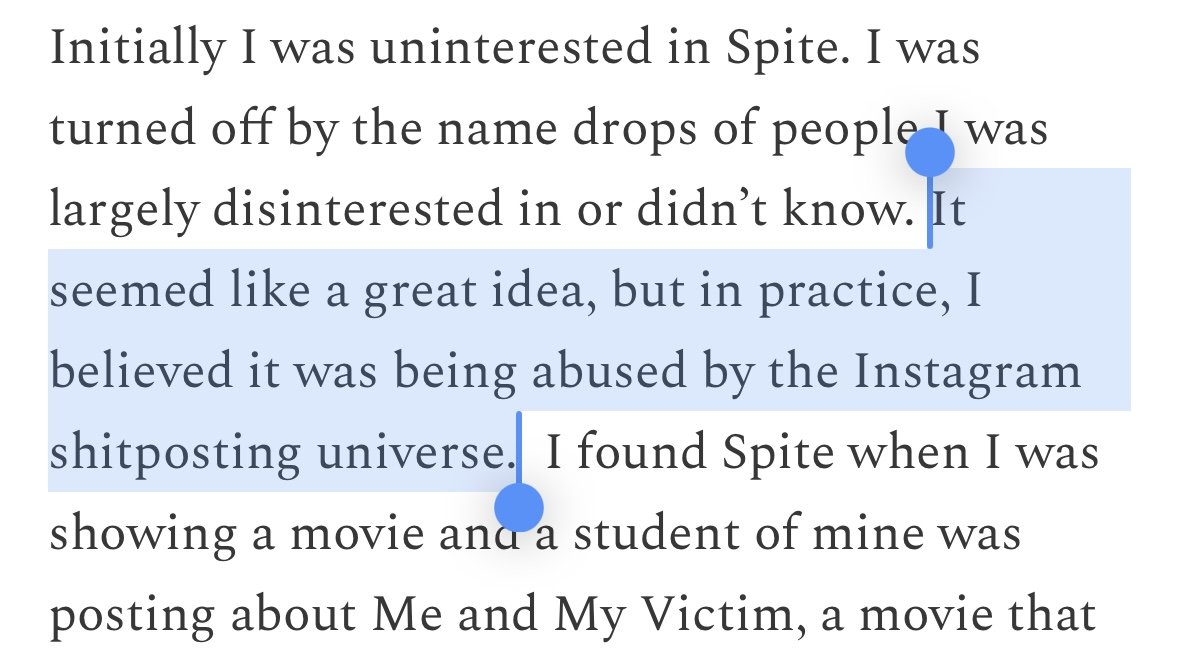 Initially I was uninterested in Spite. I was
turned off by the name drops of people I was
largely disinterested in or didn’t know. It
seemed like a great idea, but in practice, I
believed it was being abused by the Instagram
shitposting universe.  I found Spite when I was
showing a movie and a student of mine was
posting about Me and My Victim, a movie that